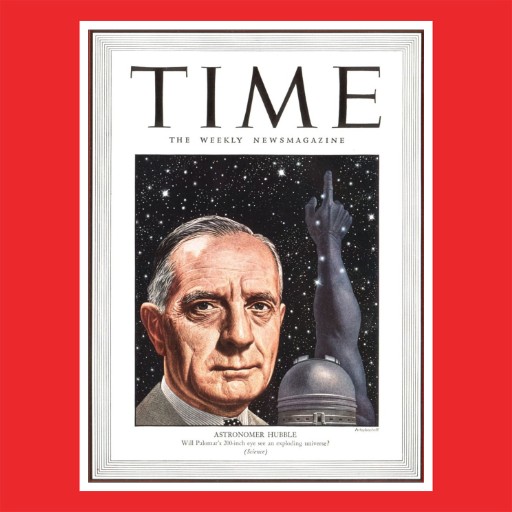 TIME
THE WEEKLY NEWSMAGAZINE
ASTRONOMER HUBBLE
Will Palomar's 200-inch eye see an exploding universe?
(Science)